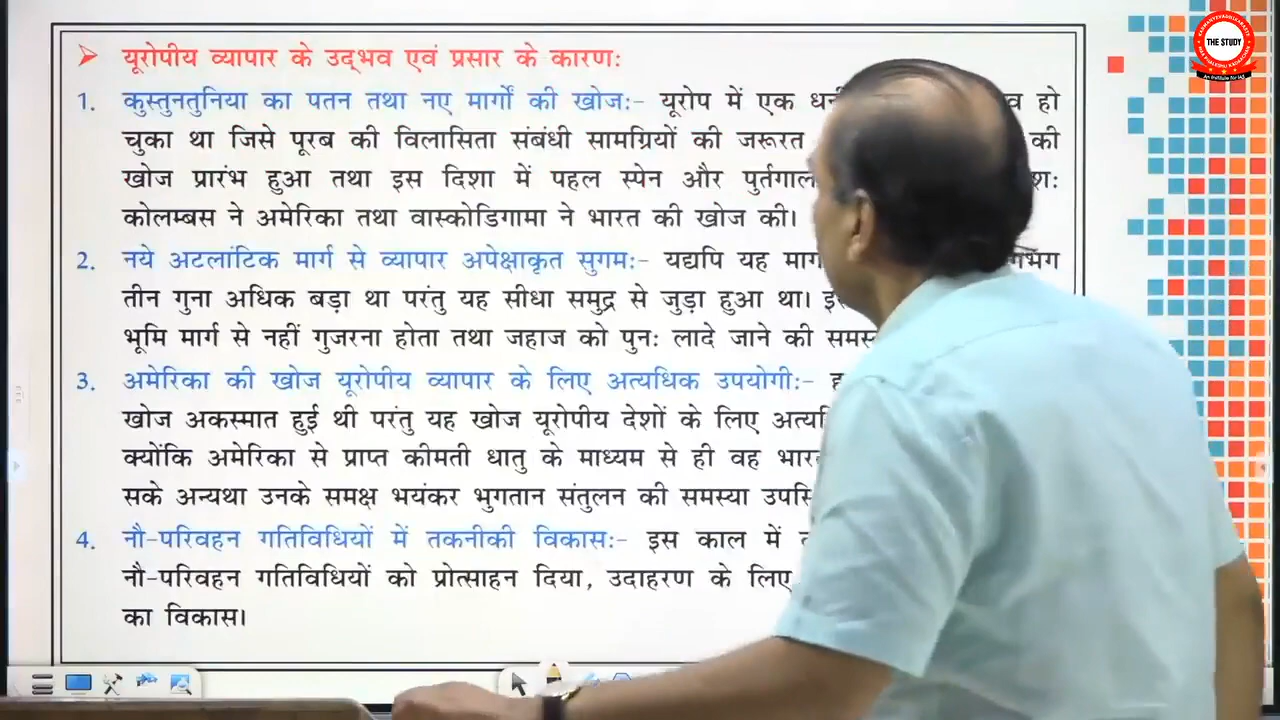 यूरोपीय व्यापार के उद्भव एवं प्रसार के कारण:
1. कुस्तुनतुनिया का पतन तथा नए मार्गों की खोजः- यूरोप में एक हो
चुका था जिसे पूरब की विलासिता संबंधी सामग्रियों की जरूरत की
खोज प्रारंभ हुआ तथा इस दिशा में पहल स्पेन और
कोलम्बस ने अमेरिका तथा वास्कोडिगामा ने भारत की खोज की।
2. नये अटलांटिक मार्ग से व्यापार अपेक्षाकृत सुगमः- यद्यपि यह
तीन गुना अधिक बड़ा था परंतु यह सीधा समुद्र से जुड़ा हुआ था।
भूमि मार्ग से नहीं गुजरना होता तथा जहाज को पुनः लादे जाने की
3. अमेरिका की खोज यूरोपीय व्यापार के लिए अत्यधिक उपयोगीः-
खोज अकस्मात हुई थी परंतु यह खोज यूरोपीय देशों के लिए
क्योंकि अमेरिका से प्राप्त कीमती धातु के माध्यम से ही वह
सके अन्यथा उनके समक्ष भयंकर भुगतान संतुलन की समस्या
4. नौ-परिवहन गतिविधियों में तकनीकी विकासः- इस काल में
नौ-परिवहन गतिविधियों को प्रोत्साहन दिया, उदाहरण के लिए
का विकास।
THE STUDY
An Institute for IAS